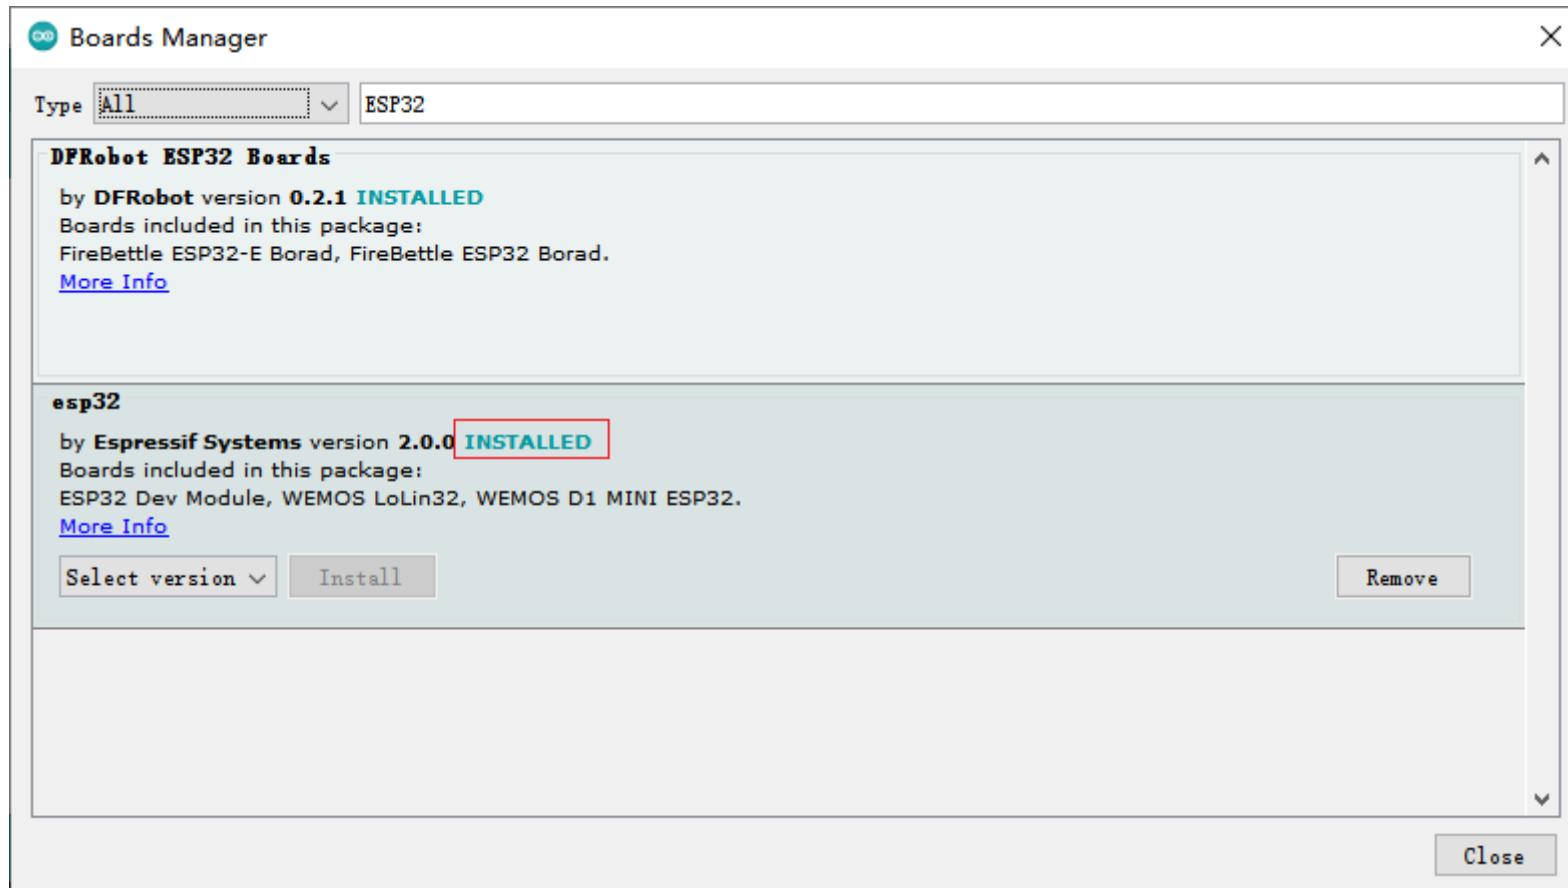 Boards Manager
Type All ESP32
DFRobot ESP32 Boards
by DFRobot version 0.2.1 INSTALLED
Boards included in this package:
FireBettle ESP32-E Borad, FireBettle ESP32 Borad.
More Info
esp32
by Espressif Systems version 2.0.0 INSTALLED
Boards included in this package:
ESP32 Dev Module, WEMOS LoLin32, WEMOS D1 MINI ESP32.
More Info
Select version Install Remove
Close